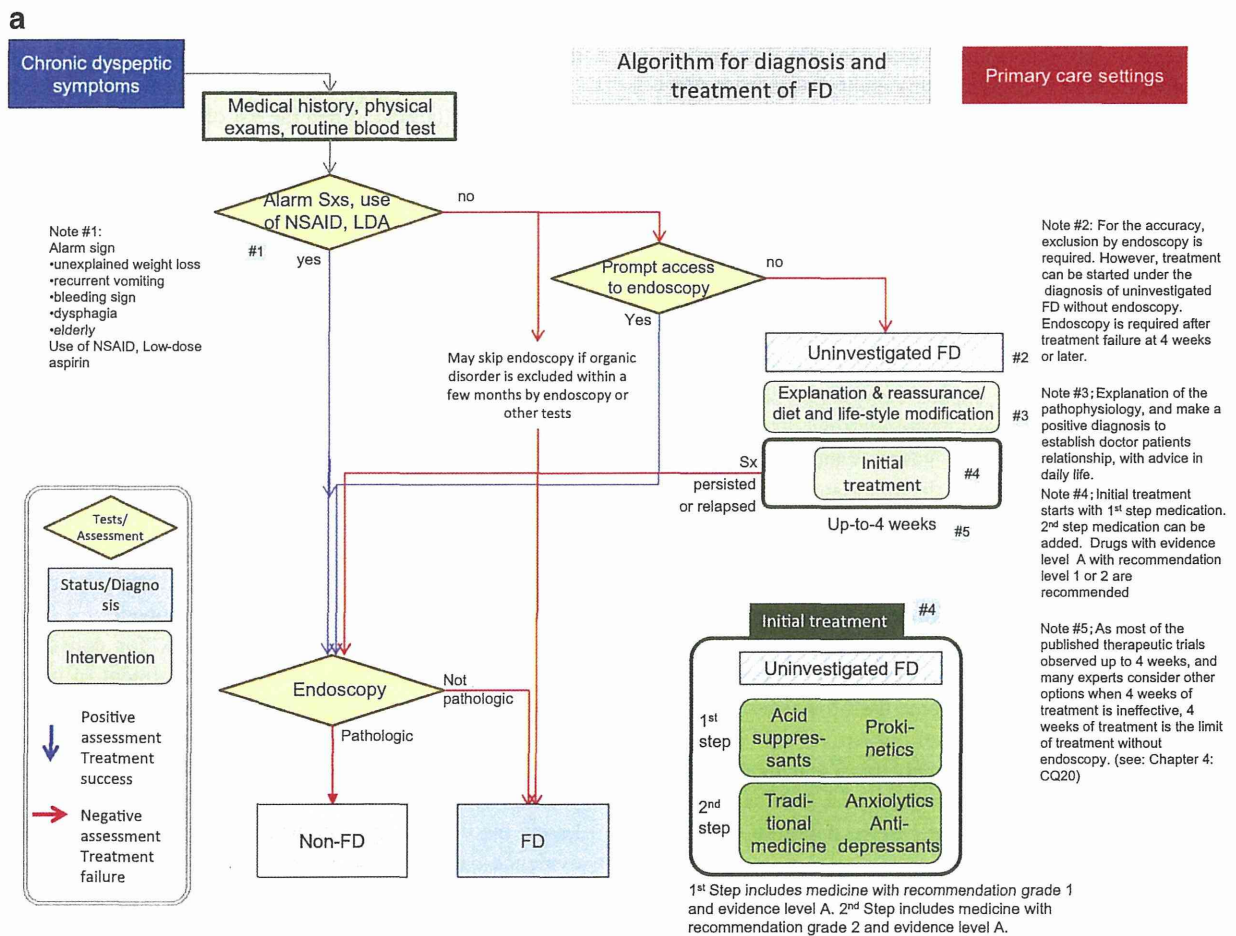 a
Chronic dyspeptic
symptoms
Algorithm for diagnosis and
treatment of FD
Primary care settings
Medical history, physical
exams, routine blood test
Alarm Sxs, use
of NSAID, LDA
no
#1
yes
Note #1:
Alarm sign
•unexplained weight loss
•recurrent vomiting
•bleeding sign
•dysphagia
•elderly
Use of NSAID, Low-dose
aspirin
Prompt access
to endoscopy
no
Yes
May skip endoscopy if organic
disorder is excluded within a
few months by endoscopy or
other tests
Uninvestigated FD
#2
Explanation & reassurance/
diet and life-style modification
#3
Initial
treatment
#4
Sx
persisted
or relapsed
Up-to-4 weeks
#5
Note #2: For the accuracy,
exclusion by endoscopy is
required. However, treatment
can be started under the
diagnosis of uninvestigated
FD without endoscopy.
Endoscopy is required after
treatment failure at 4 weeks
or later.
Note #3; Explanation of the
pathophysiology, and make a
positive diagnosis to
establish doctor patients
relationship, with advice in
daily life.
Note #4; Initial treatment
starts with 1st step medication.
2nd step medication can be
added. Drugs with evidence
level A with recommendation
level 1 or 2 are
recommended
Note #5; As most of the
published therapeutic trials
observed up to 4 weeks, and
many experts consider other
options when 4 weeks of
treatment is ineffective, 4
weeks of treatment is the limit
of treatment without
endoscopy. (see: Chapter 4:
CQ20)
Tests/
Assessment
Status/Diagno
sis
Intervention
Positive
assessment
Treatment
success
Negative
assessment
Treatment
failure
Endoscopy
Not
pathologic
Pathologic
Non-FD
FD
Initial treatment
#4
Uninvestigated FD
1st
step
Acid
suppres-
sants
Proki-
netics
2nd
step
Tradi-
tional
medicine
Anxiolytics
Anti-
depressants
1st Step includes medicine with recommendation grade 1
and evidence level A. 2nd Step includes medicine with
recommendation grade 2 and evidence level A.